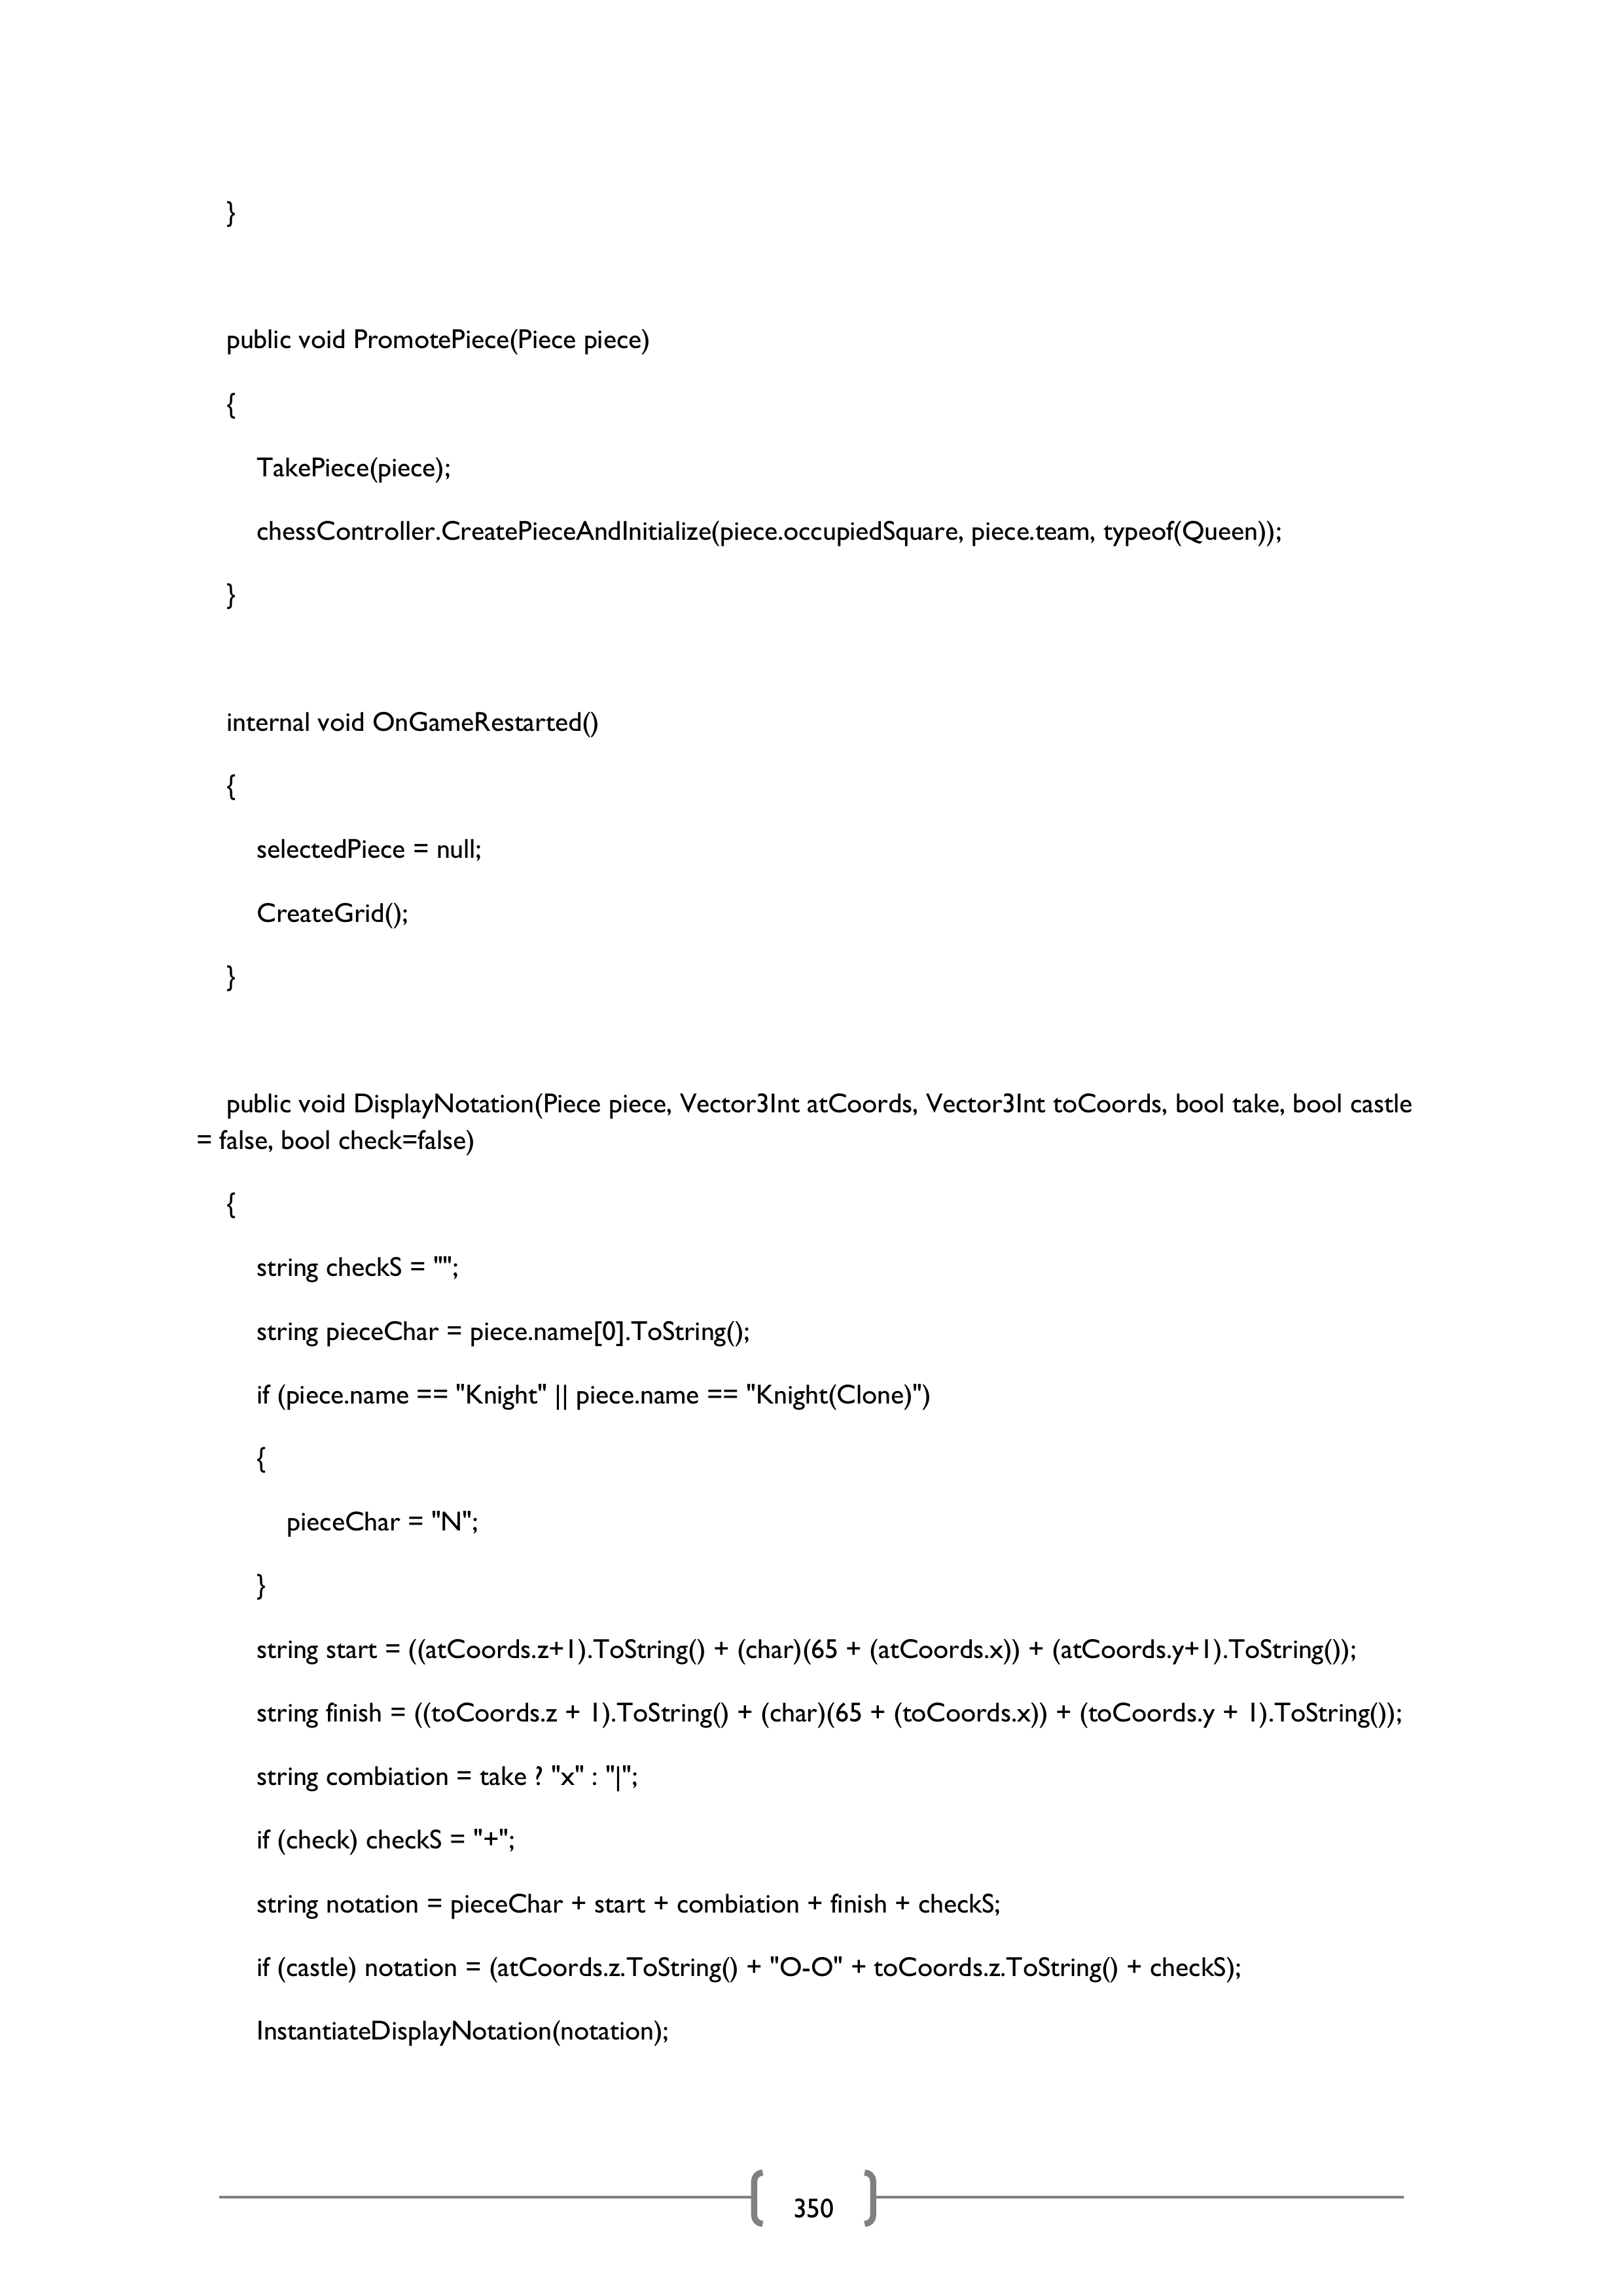 }
public void PromotePiece(Piece piece)
{
TakePiece(piece);
chessController.CreatePieceAndInitialize(piece.occupiedSquare, piece.team, typeof(Queen));
}
internal void OnGameRestarted()
{
selectedPiece = null;
CreateGrid();
}
public void DisplayNotation(Piece piece, Vector3Int atCoords, Vector3Int toCoords, bool take, bool castle
= false, bool check=false)
{
string checkS = "";
string pieceChar = piece.name[0].ToString();
if (piece.name == "Knight" || piece.name == "Knight(Clone)")
{
pieceChar = "N";
}
string start = ((atCoords.z+1).ToString() + (char)(65 + (atCoords.x)) + (atCoords.y+1).ToString());
string finish = ((toCoords.z + 1).ToString() + (char)(65 + (toCoords.x)) + (toCoords.y + 1).ToString());
string combiation = take ? "x" : "|";
if (check) checkS = "+";
string notation = pieceChar + start + combiation + finish + checkS;
if (castle) notation = (atCoords.z.ToString() + "O-O" + toCoords.z.ToString() + checkS);
InstantiateDisplayNotation(notation);
350